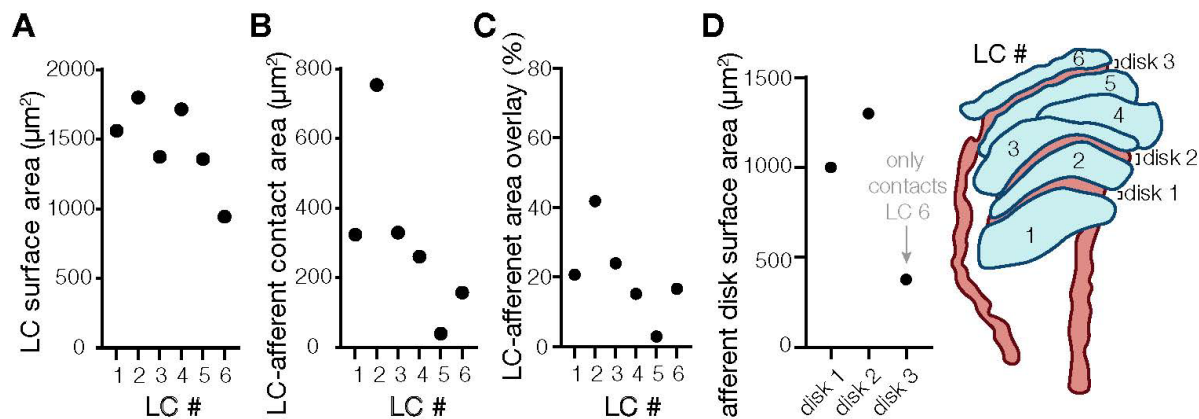 A
LC surface area (µm²)
2000
1500
1000
500
0
1 2 3 4 5 6
LC #
B
LC-afferent contact area (µm²)
800
600
400
200
0
1 2 3 4 5 6
LC #
C
LC-afferenet area overlay (%)
80
60
40
20
0
1 2 3 4 5 6
LC #
D
afferent disk surface area (µm²)
1500
1000
500
0
only
contacts
LC 6
disk 1
disk 2
disk 3
LC #
6
disk 3
5
4
3
disk 2
2
disk 1
1